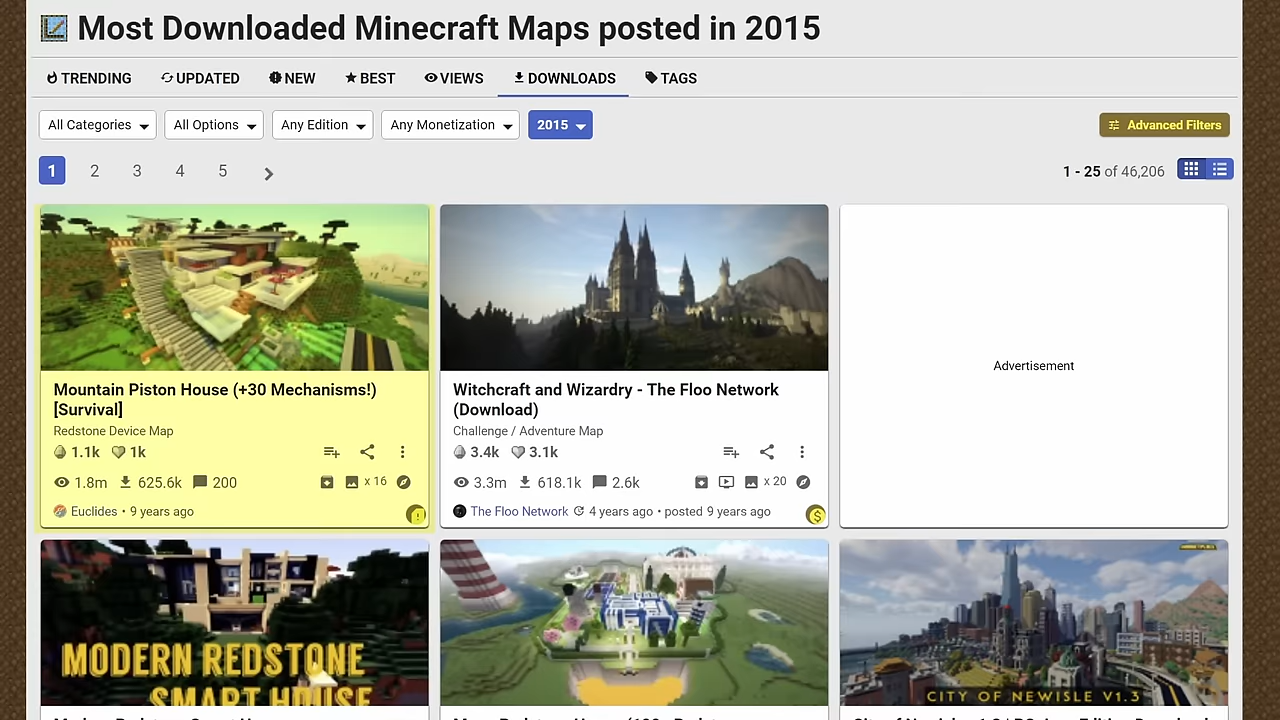 Most Downloaded Minecraft Maps posted in 2015
TRENDING UPDATED NEW BEST VIEWS DOWNLOADS TAGS
All Categories All Options Any Edition Any Monetization 2015 Advanced Filters
1 2 3 4 5 1 - 25 of 46,206
Mountain Piston House (+30 Mechanisms!)
[Survival]
Redstone Device Map
1.1k 1k
1.8m 625.6k 200 x 16
Euclides • 9 years ago
Witchcraft and Wizardry - The Floo Network
(Download)
Challenge / Adventure Map
3.4k 3.1k
3.3m 618.1k 2.6k x 20
The Floo Network 4 years ago • posted 9 years ago
Advertisement
MODERN REDSTONE
SMART HOUSE
CITY OF NEWISLE V1.3